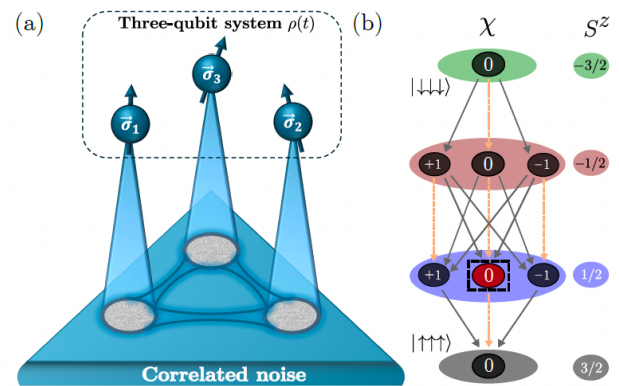 (a)
Three-qubit system ρ(t)
σ⃗₁
σ⃗₃
σ⃗₂
Correlated noise
(b)
χ
Sᶻ
0
-3/2
|↓↓↓⟩
+1 0 -1
-1/2
+1 0 -1
1/2
|↑↑↑⟩
0
3/2